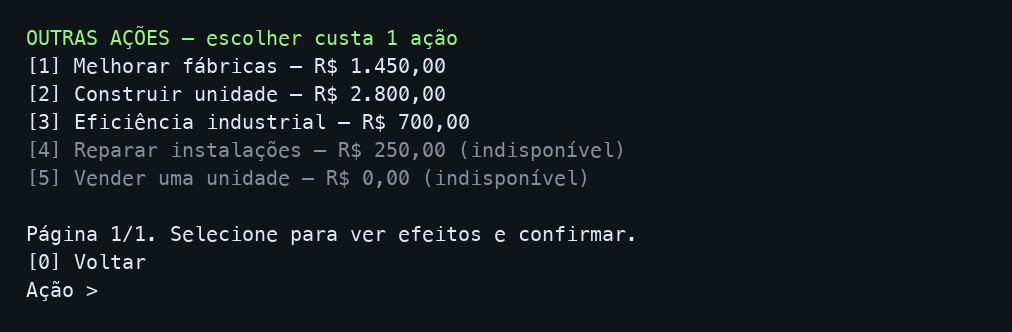 OUTRAS AÇÕES — escolher custa 1 ação
[1] Melhorar fábricas — R$ 1.450,00
[2] Construir unidade — R$ 2.800,00
[3] Eficiência industrial — R$ 700,00
[4] Reparar instalações — R$ 250,00 (indisponível)
[5] Vender uma unidade — R$ 0,00 (indisponível)
Página 1/1. Selecione para ver efeitos e confirmar.
[0] Voltar
Ação >